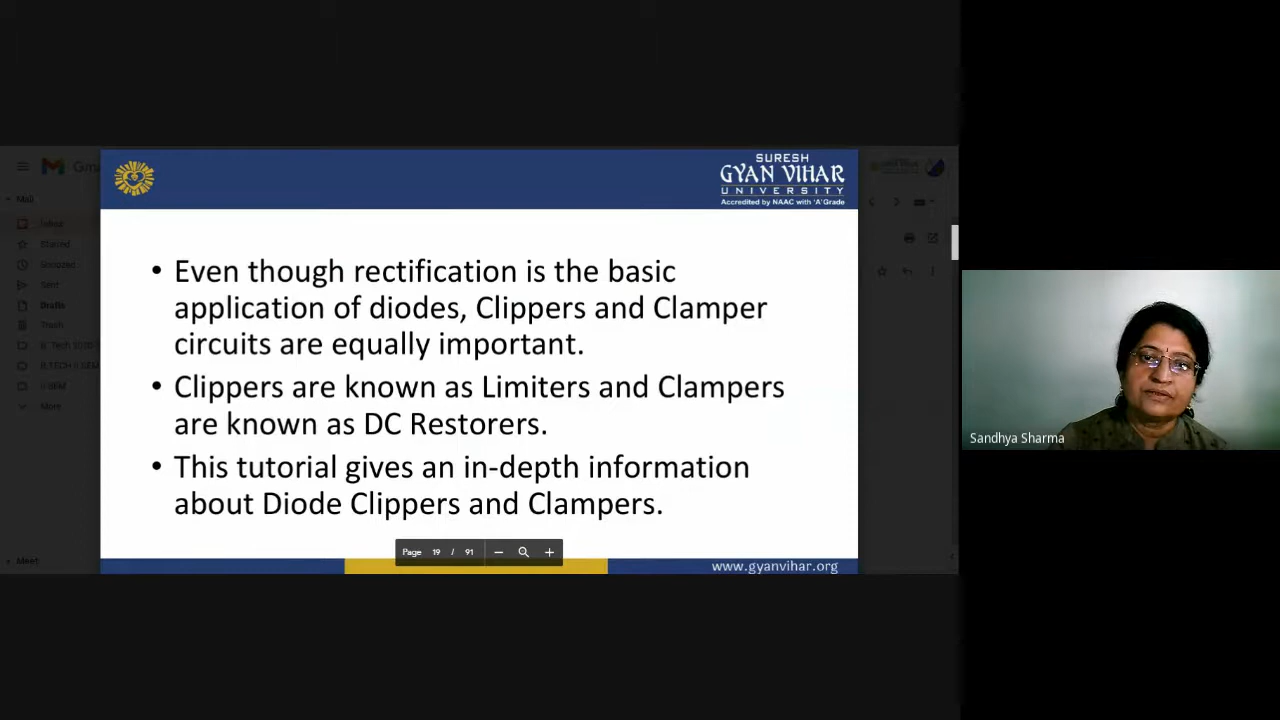 SURESH
GYAN VIHAR
UNIVERSITY
Accredited by NAAC with 'A' Grade
Mail
Inbox
Starred
Snoozed
Sent
Drafts
Trash
More
Meet
• Even though rectification is the basic
application of diodes, Clippers and Clamper
circuits are equally important.
• Clippers are known as Limiters and Clampers
are known as DC Restorers.
• This tutorial gives an in-depth information
about Diode Clippers and Clampers.
Page 19 / 91
www.gyanvihar.org
Sandhya Sharma